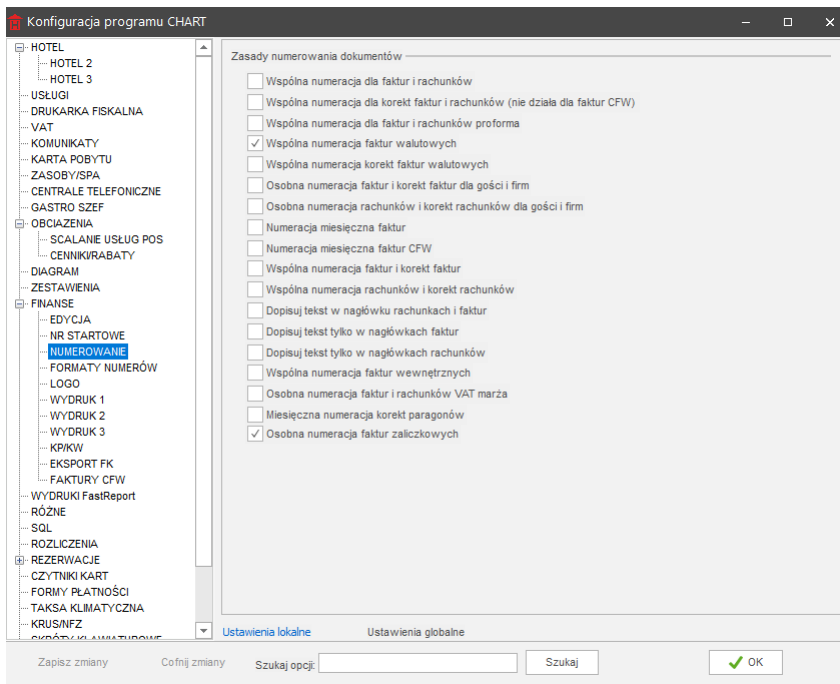 Konfiguracja programu CHART
HOTEL
HOTEL 2
HOTEL 3
USŁUGI
DRUKARKA FISKALNA
VAT
KOMUNIKATY
KARTA POBYTU
ZASOBY/SPA
CENTRALE TELEFONICZNE
GASTRO SZEF
OBCIAZENIA
SCALANIE USŁUG POS
CENNIKI/RABATY
DIAGRAM
ZESTAWIENIA
FINANSE
EDYCJA
NR STARTOWE
NUMEROWANIE
FORMATY NUMERÓW
LOGO
WYDRUK 1
WYDRUK 2
WYDRUK 3
KP/KW
EKSPORT FK
FAKTURY CFW
WYDRUKI FastReport
RÓŻNE
SQL
ROZLICZENIA
REZERWACJE
CZYTNIKI KART
FORMY PŁATNOŚCI
TAKSA KLIMATYCZNA
KRUS/NFZ
SKRÓTY KLAWIATUROWE
Zasady numerowania dokumentów
Wspólna numeracja dla faktur i rachunków
Wspólna numeracja dla korekt faktur i rachunków (nie działa dla faktur CFW)
Wspólna numeracja dla faktur i rachunków proforma
Wspólna numeracja faktur walutowych
Wspólna numeracja korekt faktur walutowych
Osobna numeracja faktur i korekt faktur dla gości i firm
Osobna numeracja rachunków i korekt rachunków dla gości i firm
Numeracja miesięczna faktur
Numeracja miesięczna faktur CFW
Wspólna numeracja faktur i korekt faktur
Wspólna numeracja rachunków i korekt rachunków
Dopisuj tekst w nagłówku rachunkach i faktur
Dopisuj tekst tylko w nagłówkach faktur
Dopisuj tekst tylko w nagłówkach rachunków
Wspólna numeracja faktur wewnętrznych
Osobna numeracja faktur i rachunków VAT marża
Miesięczna numeracja korekt paragonów
Osobna numeracja faktur zaliczkowych
Ustawienia lokalne Ustawienia globalne
Zapisz zmiany Cofnij zmiany Szukaj opcji: Szukaj OK